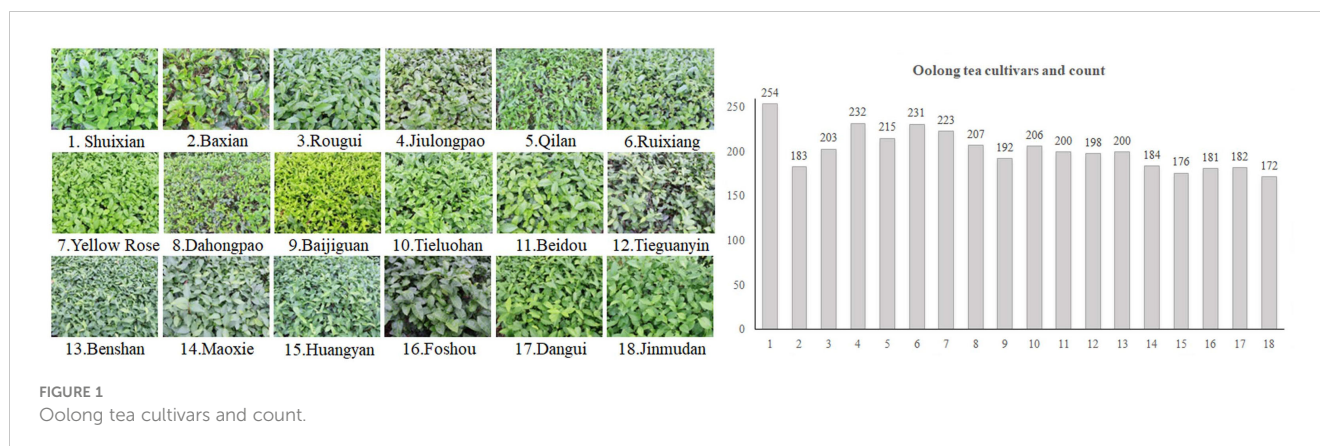 1. Shuixian
2.Baxian
3.Rougui
4.Jiulongpao
5.Qilan
6.Ruixiang
7.Yellow Rose
8.Dahongpao
9.Baijiguan
10.Tieluohan
11.Beidou
12.Tieguanyin
13.Benshan
14.Maoxie
15.Huangyan
16.Foshou
17.Dangui
18.Jinmudan
Oolong tea cultivars and count
254
183
203
232
215
231
223
207
192
206
200
198
200
184
176
181
182
172
250
200
150
100
50
0
1 2 3 4 5 6 7 8 9 10 11 12 13 14 15 16 17 18
FIGURE 1
Oolong tea cultivars and count.